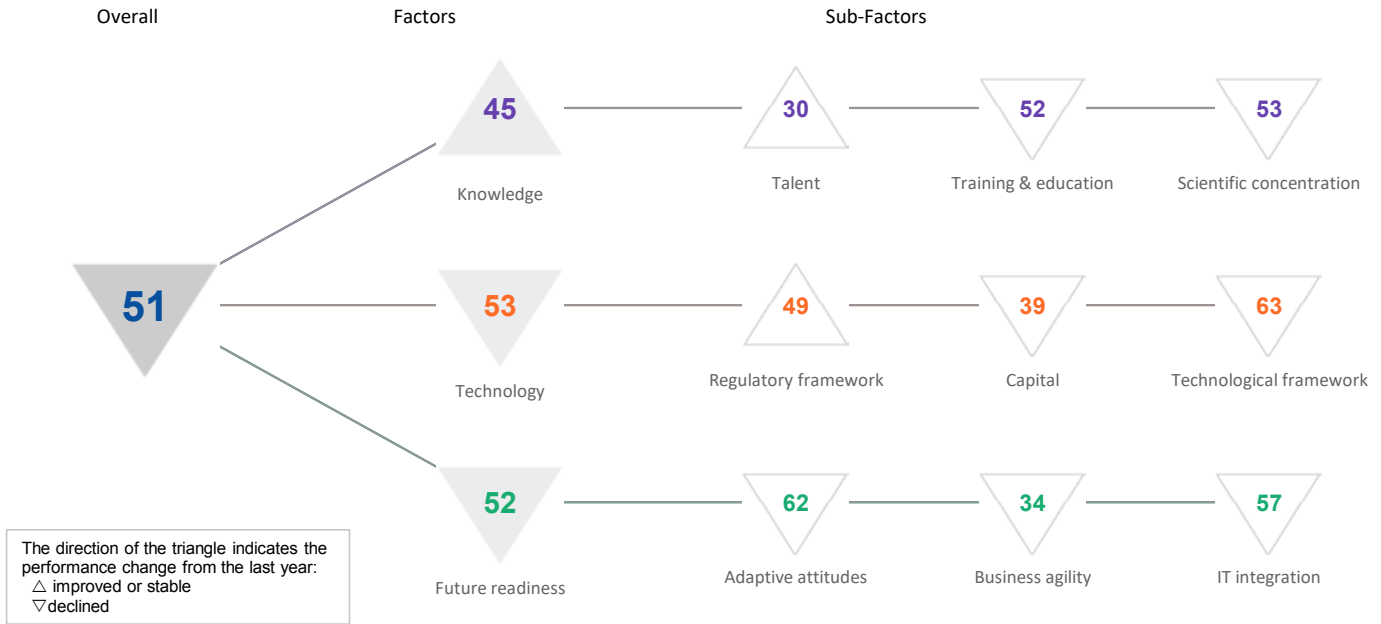 Overall Factors Sub-Factors
45 30 52 53
Knowledge Talent Training & education Scientific concentration
51 53 49 39 63
Technology Regulatory framework Capital Technological framework
52 62 34 57
Future readiness Adaptive attitudes Business agility IT integration
The direction of the triangle indicates the
performance change from the last year:
△ improved or stable
▽declined